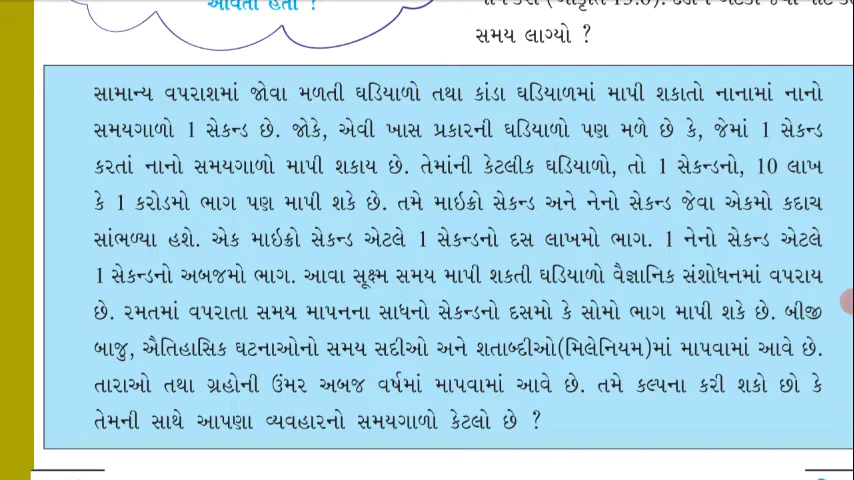 આવતી હતી ?
સમય લાગ્યો ?
સામાન્ય વપરાશમાં જોવા મળતી ઘડિયાળો તથા કાંડા ઘડિયાળમાં માપી શકાતો નાનામાં નાનો
સમયગાળો 1 સેકન્ડ છે. જોકે, એવી ખાસ પ્રકારની ઘડિયાળો પણ મળે છે કે, જેમાં 1 સેકન્ડ
કરતાં નાનો સમયગાળો માપી શકાય છે. તેમાંની કેટલીક ઘડિયાળો, તો 1 સેકન્ડનો, 10 લાખ
કે 1 કરોડમો ભાગ પણ માપી શકે છે. તમે માઇક્રો સેકન્ડ અને નેનો સેકન્ડ જેવા એકમો કદાચ
સાંભળ્યા હશે. એક માઇક્રો સેકન્ડ એટલે 1 સેકન્ડનો દસ લાખમો ભાગ. 1 નેનો સેકન્ડ એટલે
1 સેકન્ડનો અબજમો ભાગ. આવા સૂક્ષ્મ સમય માપી શકતી ઘડિયાળો વૈજ્ઞાનિક સંશોધનમાં વપરાય
છે. રમતમાં વપરાતા સમય માપનના સાધનો સેકન્ડનો દસમો કે સોમો ભાગ માપી શકે છે. બીજી
બાજુ, ઐતિહાસિક ઘટનાઓનો સમય સદીઓ અને શતાબ્દીઓ(મિલેનિયમ)માં માપવામાં આવે છે.
તારાઓ તથા ગ્રહોની ઉંમર અબજ વર્ષમાં માપવામાં આવે છે. તમે કલ્પના કરી શકો છો કે
તેમની સાથે આપણા વ્યવહારનો સમયગાળો કેટલો છે ?